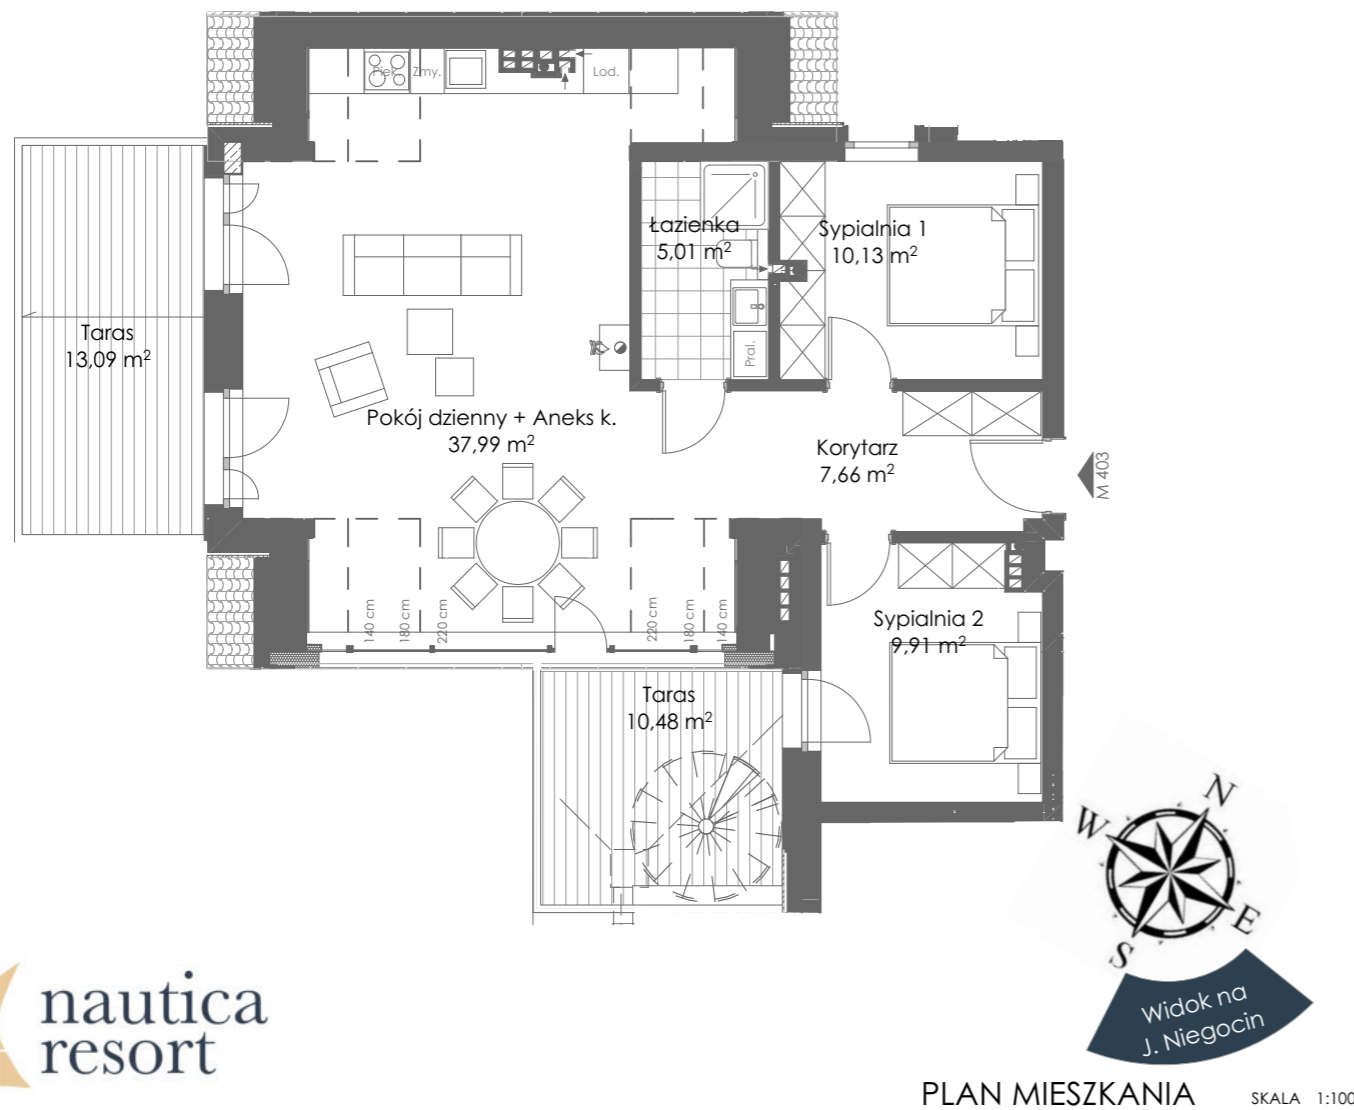 Piek.
Zmy.
Lod.
Łazienka
5,01 m²
Sypialnia 1
10,13 m²
Taras
13,09 m²
Pral.
Pokój dzienny + Aneks k.
37,99 m²
Korytarz
7,66 m²
M 403
140 cm
180 cm
220 cm
220 cm
180 cm
140 cm
Sypialnia 2
9,91 m²
Taras
10,48 m²
N
W
E
S
Widok na
J. Niegocin
nautica
resort
PLAN MIESZKANIA
SKALA 1:100